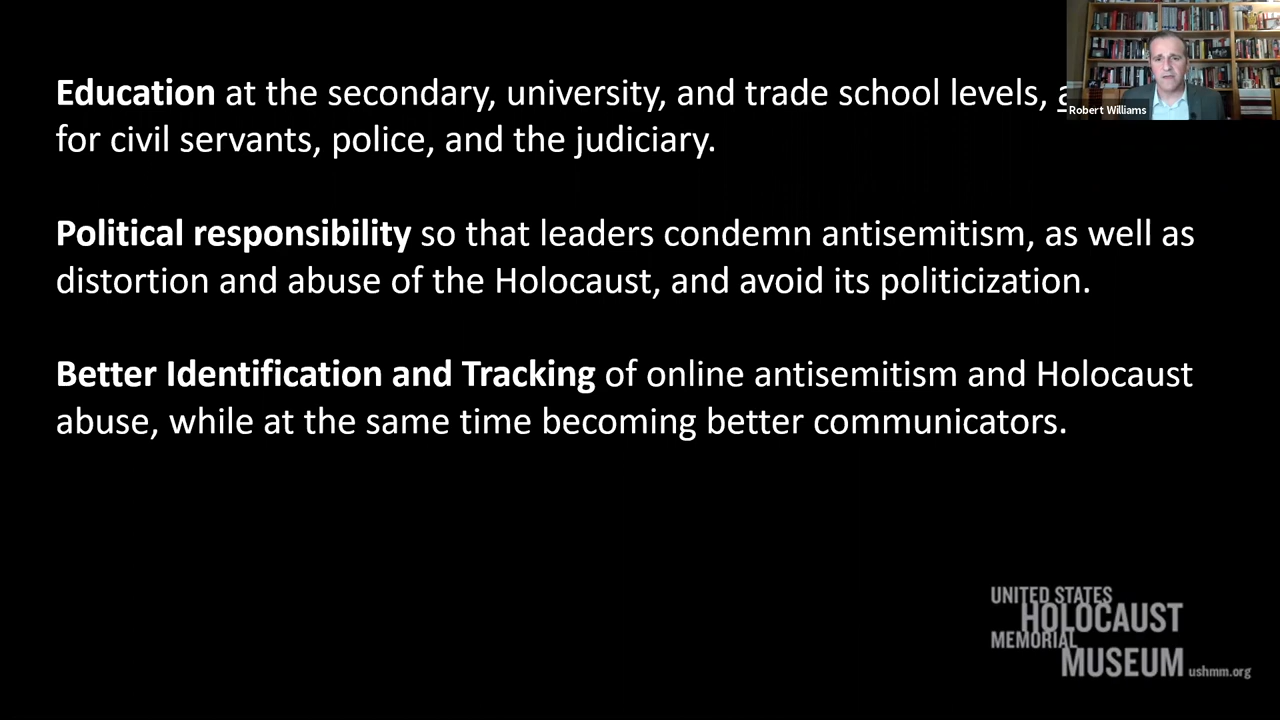 Education at the secondary, university, and trade school levels,
for civil servants, police, and the judiciary.
Political responsibility so that leaders condemn antisemitism, as well as
distortion and abuse of the Holocaust, and avoid its politicization.
Better Identification and Tracking of online antisemitism and Holocaust
abuse, while at the same time becoming better communicators.
Robert Williams
UNITED STATES
HOLOCAUST
MEMORIAL
MUSEUM ushmm.org